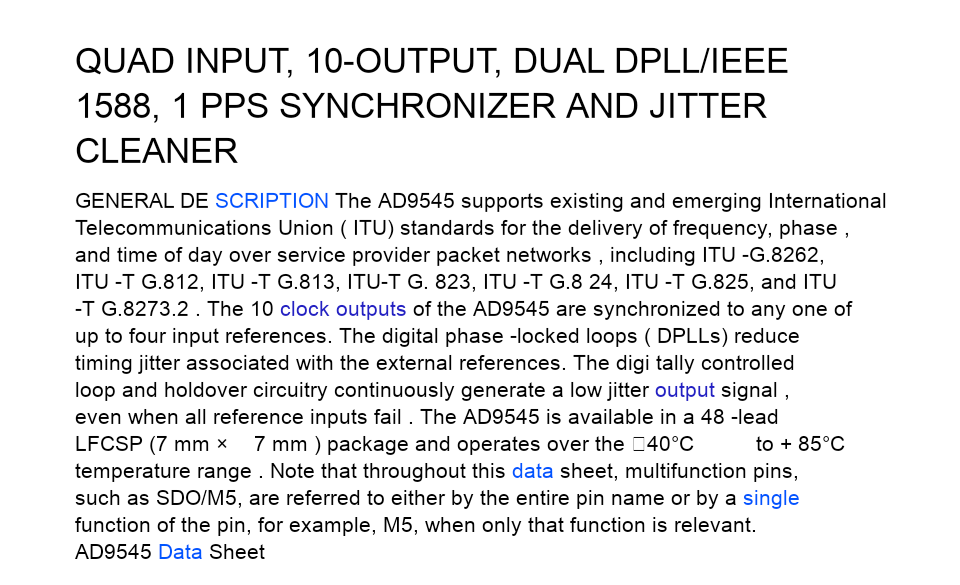 QUAD INPUT, 10-OUTPUT, DUAL DPLL/IEEE
1588, 1 PPS SYNCHRONIZER AND JITTER
CLEANER
GENERAL DE SCRIPTION The AD9545 supports existing and emerging International
Telecommunications Union ( ITU) standards for the delivery of frequency, phase ,
and time of day over service provider packet networks , including ITU -G.8262,
ITU -T G.812, ITU -T G.813, ITU-T G. 823, ITU -T G.8 24, ITU -T G.825, and ITU
-T G.8273.2 . The 10 clock outputs of the AD9545 are synchronized to any one of
up to four input references. The digital phase -locked loops ( DPLLs) reduce
timing jitter associated with the external references. The digi tally controlled
loop and holdover circuitry continuously generate a low jitter output signal ,
even when all reference inputs fail . The AD9545 is available in a 48 -lead
LFCSP (7 mm × 7 mm ) package and operates over the □40°C to + 85°C
temperature range . Note that throughout this data sheet, multifunction pins,
such as SDO/M5, are referred to either by the entire pin name or by a single
function of the pin, for example, M5, when only that function is relevant.
AD9545 Data Sheet